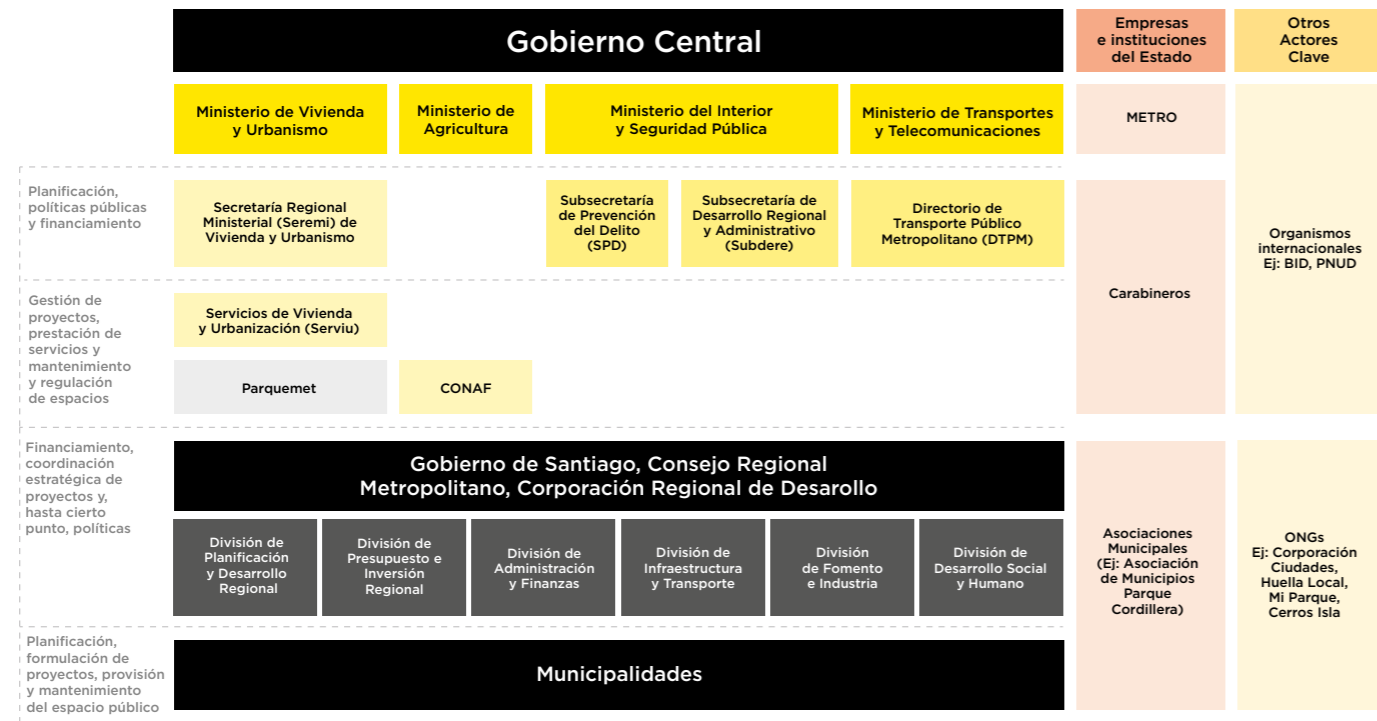 Gobierno Central
Empresas
e instituciones
del Estado
Otros
Actores
Clave
Ministerio de Vivienda
y Urbanismo
Ministerio de
Agricultura
Ministerio del Interior
y Seguridad Pública
Ministerio de Transportes
y Telecomunicaciones
METRO
Planificación,
políticas públicas
y financiamiento
Secretaría Regional
Ministerial (Seremi) de
Vivienda y Urbanismo
Subsecretaría
de Prevención
del Delito
(SPD)
Subsecretaría de
Desarrollo Regional
y Administrativo
(Subdere)
Directorio de
Transporte Público
Metropolitano (DTPM)
Organismos
internacionales
Ej: BID, PNUD
Carabineros
Gestión de
proyectos,
prestación de
servicios y
mantenimiento
y regulación
de espacios
Servicios de Vivienda
y Urbanización (Serviu)
Parquemet
CONAF
Financiamiento,
coordinación
estratégica de
proyectos y,
hasta cierto
punto, políticas
Gobierno de Santiago, Consejo Regional
Metropolitano, Corporación Regional de Desarollo
División de
Planificación
y Desarrollo
Regional
División de
Presupuesto e
Inversión
Regional
División de
Administración
y Finanzas
División de
Infraestructura
y Transporte
División
de Fomento
e Industria
División de
Desarrollo Social
y Humano
Asociaciones
Municipales
(Ej: Asociación
de Municipios
Parque
Cordillera)
ONGs
Ej: Corporación
Ciudades,
Huella Local,
Mi Parque,
Cerros Isla
Planificación,
formulación de
proyectos, provisión
y mantenimiento
del espacio público
Municipalidades